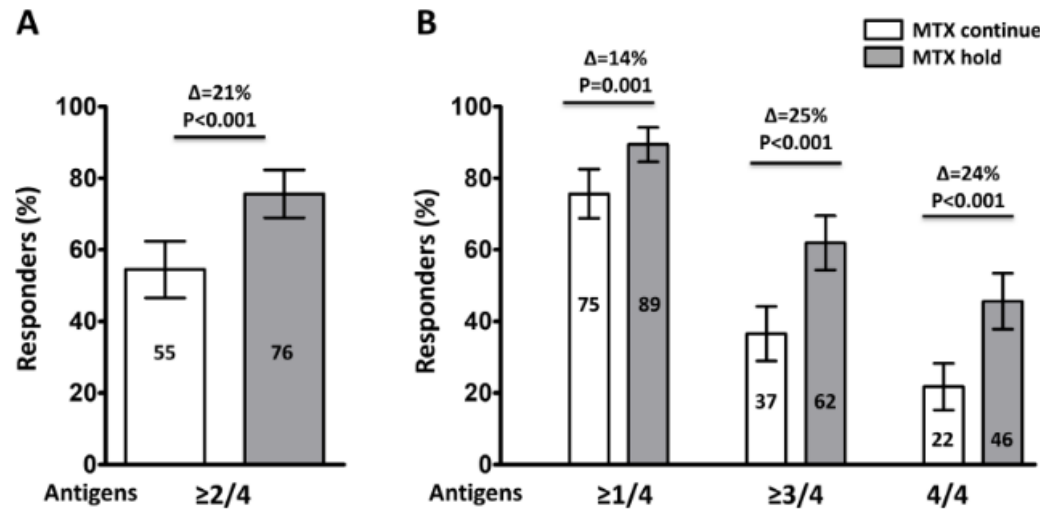 A
Δ=21%
P<0.001
Responders (%)
100
80
60
40
20
0
55
76
Antigens ≥2/4
B
MTX continue
MTX hold
Δ=14%
P=0.001
Δ=25%
P<0.001
Δ=24%
P<0.001
Responders (%)
100
80
60
40
20
0
75
89
37
62
22
46
Antigens ≥1/4 ≥3/4 4/4